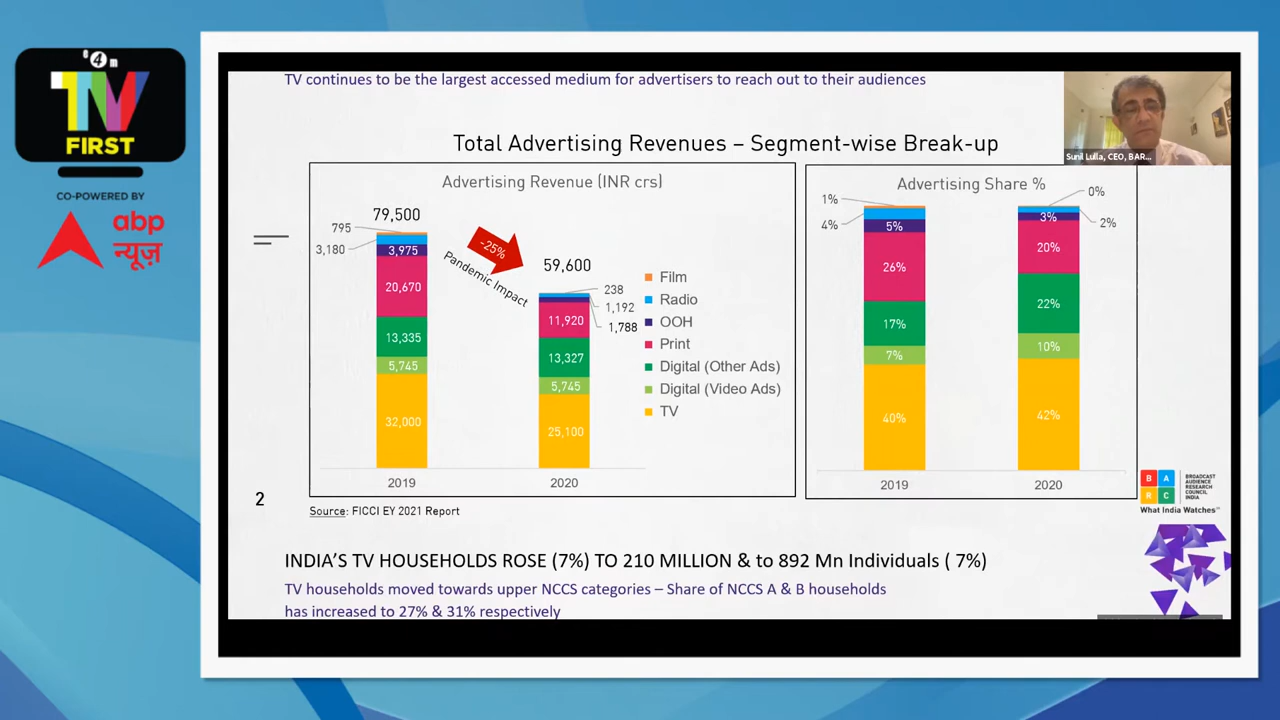 e4m
TV
FIRST
CO-POWERED BY
abp
न्यूज़
TV continues to be the largest accessed medium for advertisers to reach out to their audiences
Sunil Lulla, CEO, BAR...
Total Advertising Revenues – Segment-wise Break-up
Advertising Revenue (INR crs)
79,500
795
3,180
3,975
20,670
13,335
5,745
32,000
2019
-25%
Pandemic Impact
59,600
238
1,192
1,788
11,920
13,327
5,745
25,100
2020
Film
Radio
OOH
Print
Digital (Other Ads)
Digital (Video Ads)
TV
Advertising Share %
1%
4%
5%
26%
17%
7%
40%
2019
0%
2%
3%
20%
22%
10%
42%
2020
2
Source: FICCI EY 2021 Report
B A
R C
BROADCAST
AUDIENCE
RESEARCH
COUNCIL
INDIA
What India Watches
INDIA'S TV HOUSEHOLDS ROSE (7%) TO 210 MILLION & to 892 Mn Individuals ( 7%)
TV households moved towards upper NCCS categories – Share of NCCS A & B households
has increased to 27% & 31% respectively